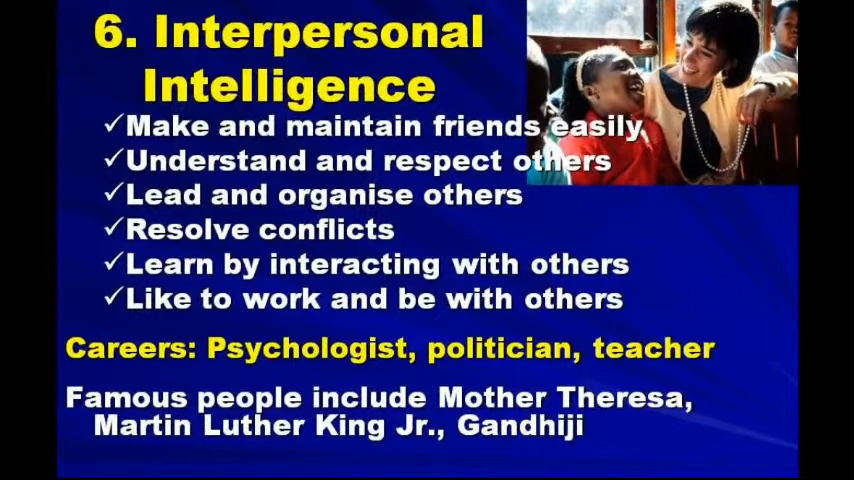 6. Interpersonal
Intelligence
✓Make and maintain friends easily
✓Understand and respect others
✓Lead and organise others
✓Resolve conflicts
✓Learn by interacting with others
✓Like to work and be with others
Careers: Psychologist, politician, teacher
Famous people include Mother Theresa,
Martin Luther King Jr., Gandhiji